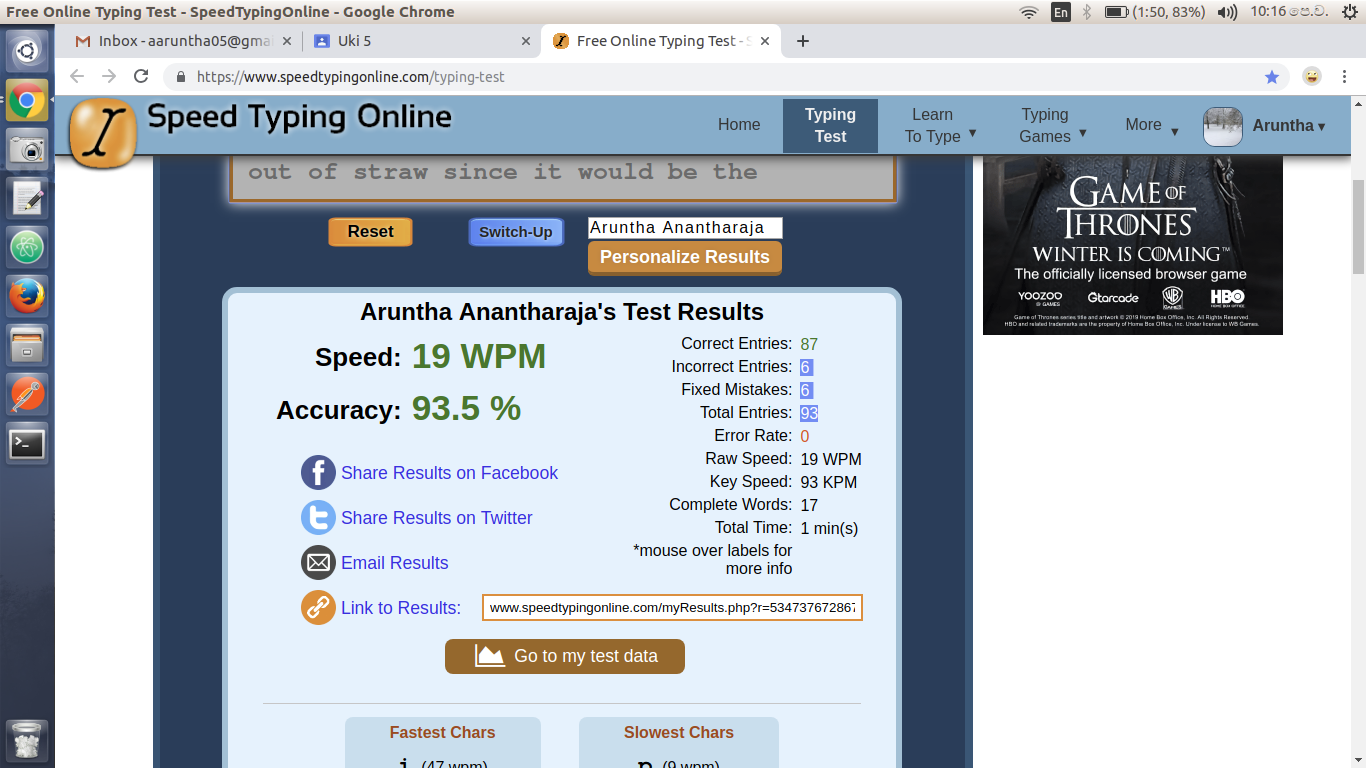 Free Online Typing Test - SpeedTypingOnline - Google Chrome
En
(1:50, 83%)
10:16 පෙ.ව.
Inbox - aaruntha05@gmai
Uki 5
Free Online Typing Test - S
https://www.speedtypingonline.com/typing-test
Speed Typing Online
Home
Typing
Test
Learn
To Type ▼
Typing
Games ▼
More ▼
Aruntha ▾
out of straw since it would be the
Reset
Switch-Up
Aruntha Anantharaja
Personalize Results
GAME OF
THRONES
WINTER IS COMING™
The officially licensed browser game
YOOZOO
GAMES
Gtarcade
WB
GAMES
HBO
HOME BOX OFFICE
Game of Thrones series title and artwork © 2019 Home Box Office, Inc. All Rights Reserved.
HBO and related trademarks are the property of Home Box Office, Inc. Under license to WB Games.
Aruntha Anantharaja's Test Results
Speed: 19 WPM
Accuracy: 93.5 %
Correct Entries: 87
Incorrect Entries: 6
Fixed Mistakes: 6
Total Entries: 93
Error Rate: 0
Raw Speed: 19 WPM
Key Speed: 93 KPM
Complete Words: 17
Total Time: 1 min(s)
*mouse over labels for
more info
Share Results on Facebook
Share Results on Twitter
Email Results
Link to Results: www.speedtypingonline.com/myResults.php?r=534737672867
Go to my test data
Fastest Chars
i (47 wpm)
Slowest Chars
p (9 wpm)